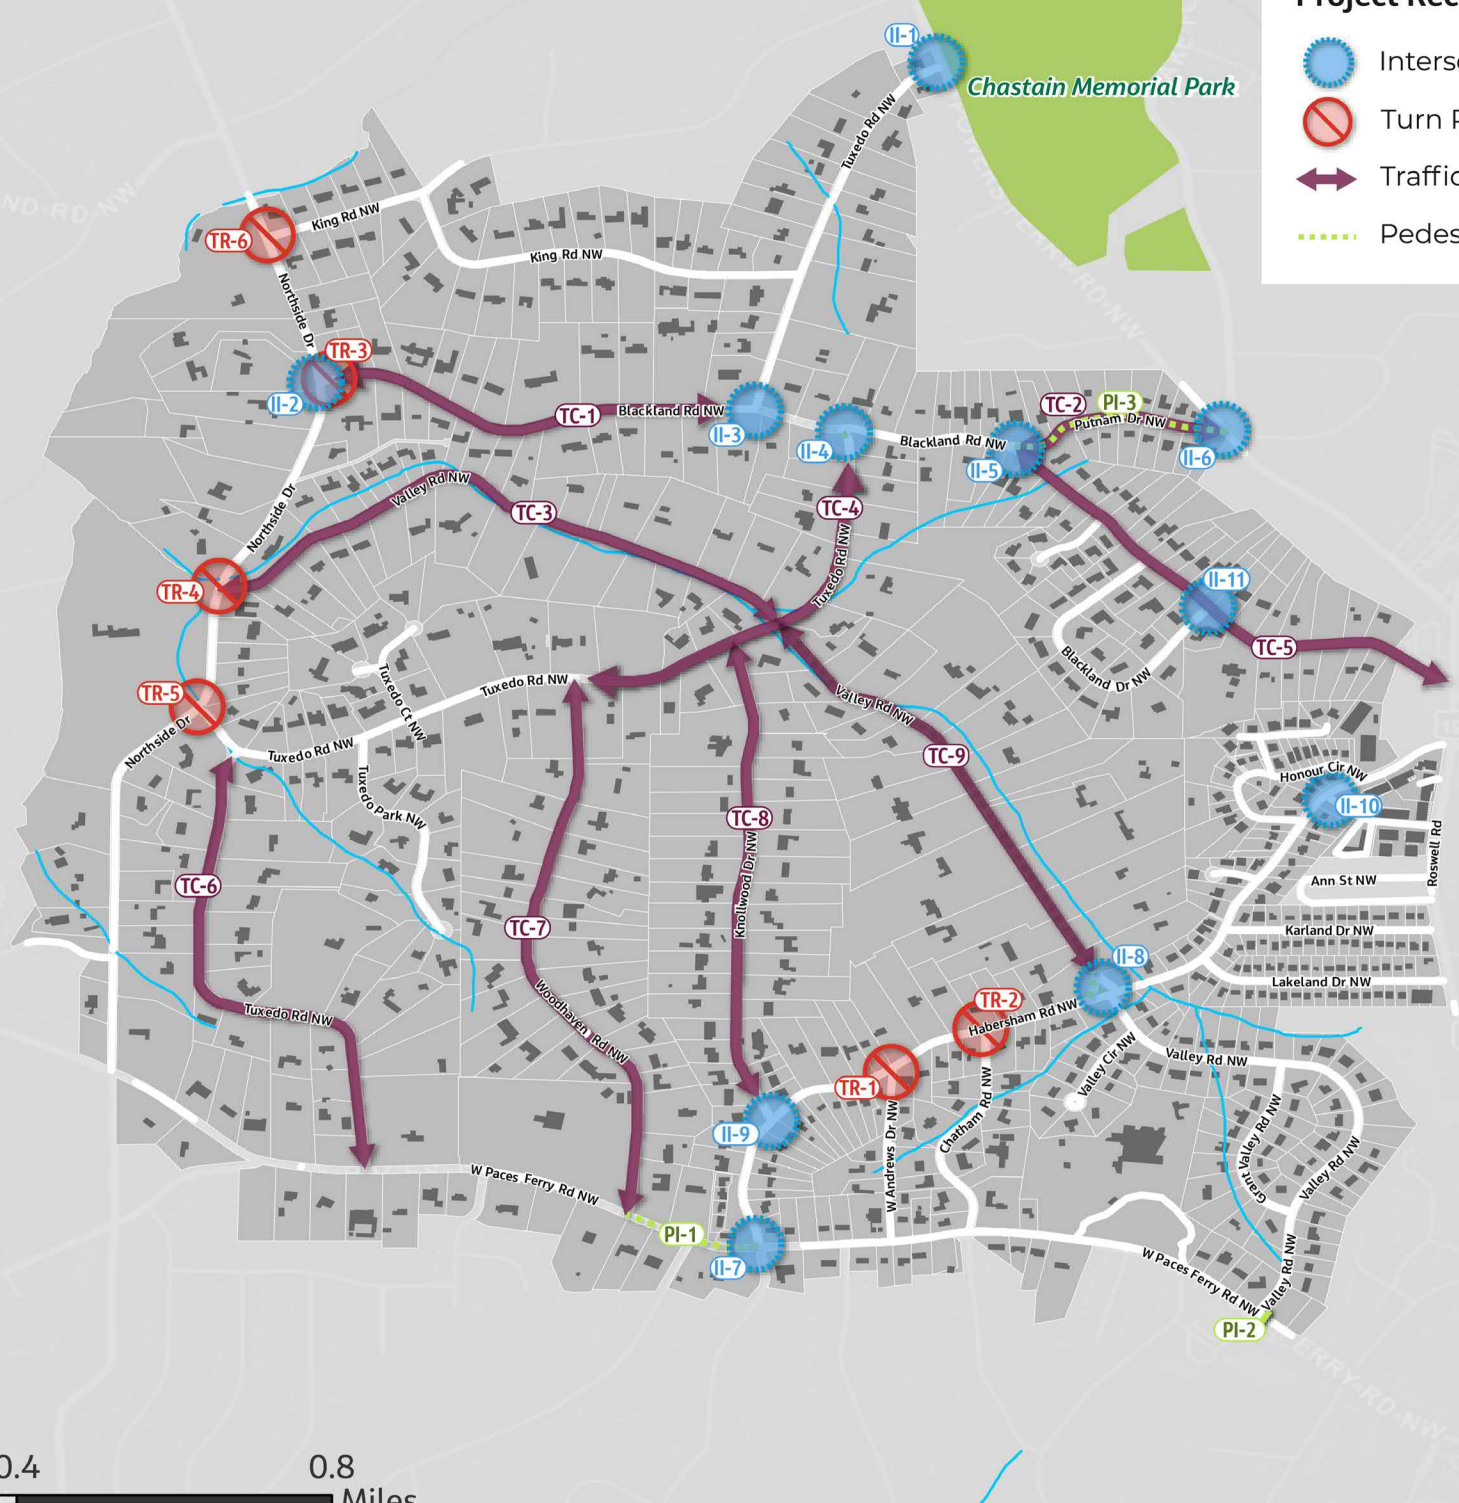 II-1
Chastain Memorial Park
Interse
Turn P
Traffic
Pedes
Tuxedo Rd NW
ND-RD-NW
King Rd NW
TR-6
King Rd NW
Northside Dr
TR-3
II-2
TC-1
Blackland Rd NW
II-3
II-4
Blackland Rd NW
TC-2
PI-3
Putnam Dr NW
II-5
II-6
Northside Dr
Valley Rd NW
TC-3
TC-4
Tuxedo Rd NW
TR-4
II-11
TC-5
Blackland Dr NW
TR-5
Northside Dr
Tuxedo Rd NW
Tuxedo Ct NW
Tuxedo Rd NW
Valley Rd NW
TC-9
Tuxedo Park NW
TC-8
Knollwood Dr NW
Honour Cir NW
II-10
Roswell Rd
Ann St NW
Karland Dr NW
Lakeland Dr NW
TC-6
TC-7
II-8
Tuxedo Rd NW
Woodhaven Rd NW
TR-2
Habersham Rd NW
TR-1
Valley Cir NW
Valley Rd NW
II-9
W Andrews Dr NW
Chatham Rd NW
Grant Valley Rd NW
Valley Rd NW
W Paces Ferry Rd NW
PI-1
II-7
W Paces Ferry Rd NW
Valley Rd NW
PI-2
FERRY-RD-NW
0.4
0.8
Miles